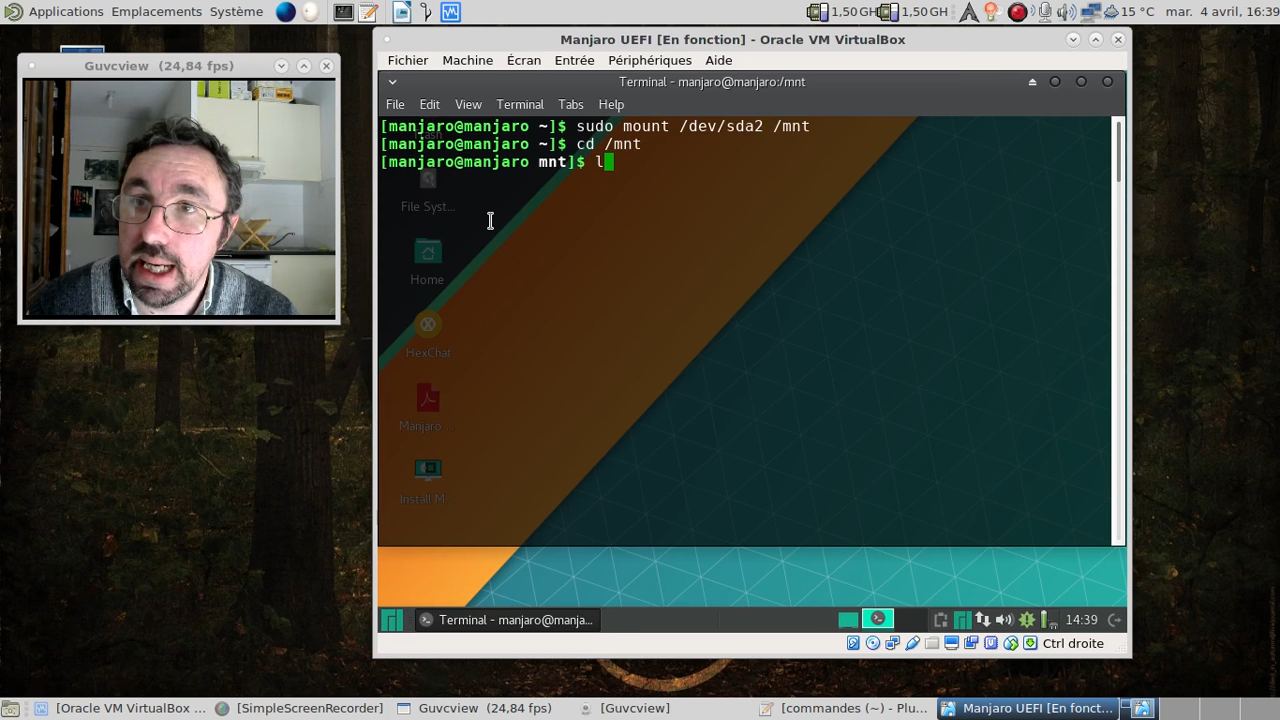 Applications Emplacements Système
1,50 GH 1,50 GH 15 °C mar. 4 avril, 16:39
Guvcview (24,84 fps)
Manjaro UEFI [En fonction] - Oracle VM VirtualBox
Fichier Machine Écran Entrée Périphériques Aide
Terminal - manjaro@manjaro:/mnt
File Edit View Terminal Tabs Help
[manjaro@manjaro ~]$ sudo mount /dev/sda2 /mnt
[manjaro@manjaro ~]$ cd /mnt
[manjaro@manjaro mnt]$ l
File Syst...
Home
HexChat
Manjaro ...
Install M
Terminal - manjaro@manja...
14:39
Ctrl droite
[Oracle VM VirtualBox ...
[SimpleScreenRecorder]
Guvcview (24,84 fps)
[Guvcview]
[commandes (~) - Plu...
Manjaro UEFI [En fonct...